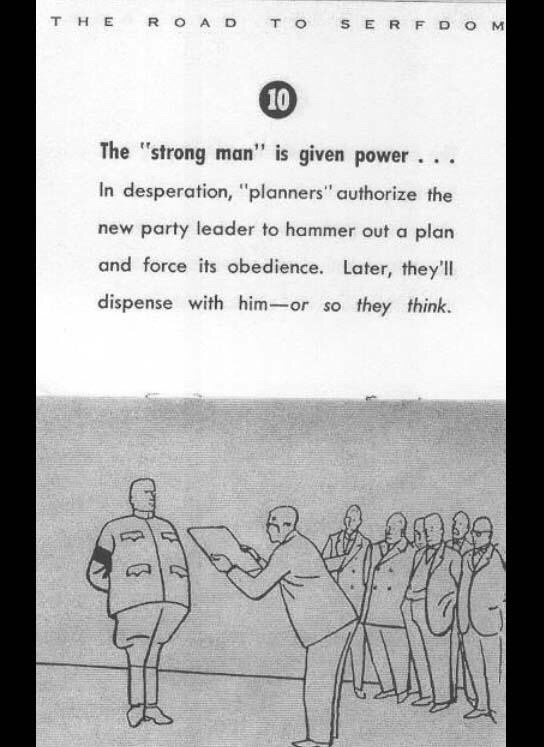 THE ROAD TO SERFDOM
10
The "strong man" is given power . . .
In desperation, "planners" authorize the
new party leader to hammer out a plan
and force its obedience. Later, they'll
dispense with him—or so they think.